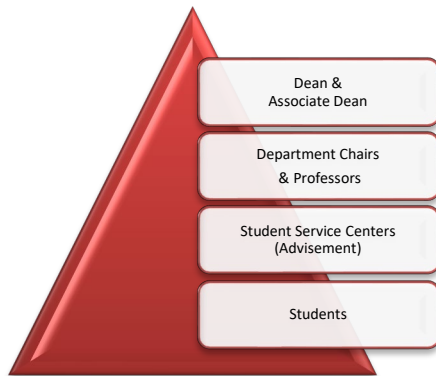 Dean &
Associate Dean
Department Chairs
& Professors
Student Service Centers
(Advisement)
Students